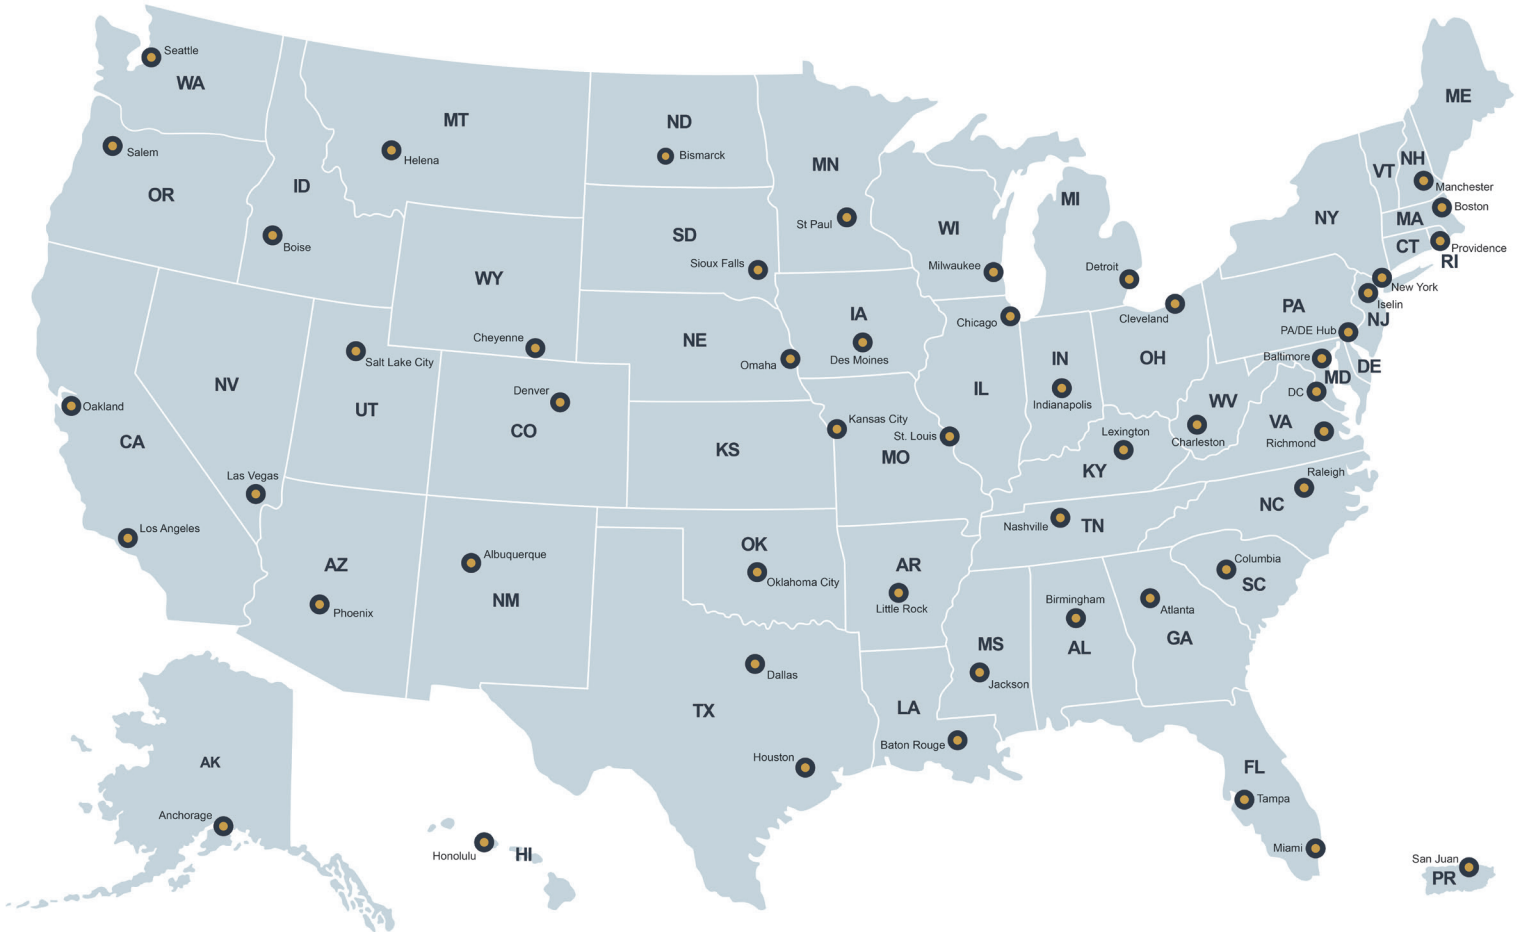 Seattle
WA
Salem
OR
MT
Helena
ID
Boise
ND
Bismarck
MN
St Paul
SD
Sioux Falls
WY
Cheyenne
WI
Milwaukee
MI
Detroit
ME
VT
NH
Manchester
NY
MA
Boston
CT
Providence
RI
New York
Iselin
NJ
PA
PA/DE Hub
Cleveland
OH
Baltimore
MD
DE
DC
VA
Richmond
WV
Charleston
Chicago
IA
Des Moines
NE
Omaha
IL
IN
Indianapolis
Salt Lake City
UT
NV
Las Vegas
Oakland
CA
Los Angeles
Denver
CO
KS
Kansas City
St. Louis
MO
Lexington
KY
Raleigh
NC
Nashville
TN
Columbia
SC
Albuquerque
NM
AZ
Phoenix
OK
Oklahoma City
AR
Little Rock
Birmingham
AL
Atlanta
GA
MS
Jackson
Dallas
TX
Houston
LA
Baton Rouge
FL
Tampa
Miami
AK
Anchorage
Honolulu
HI
San Juan
PR